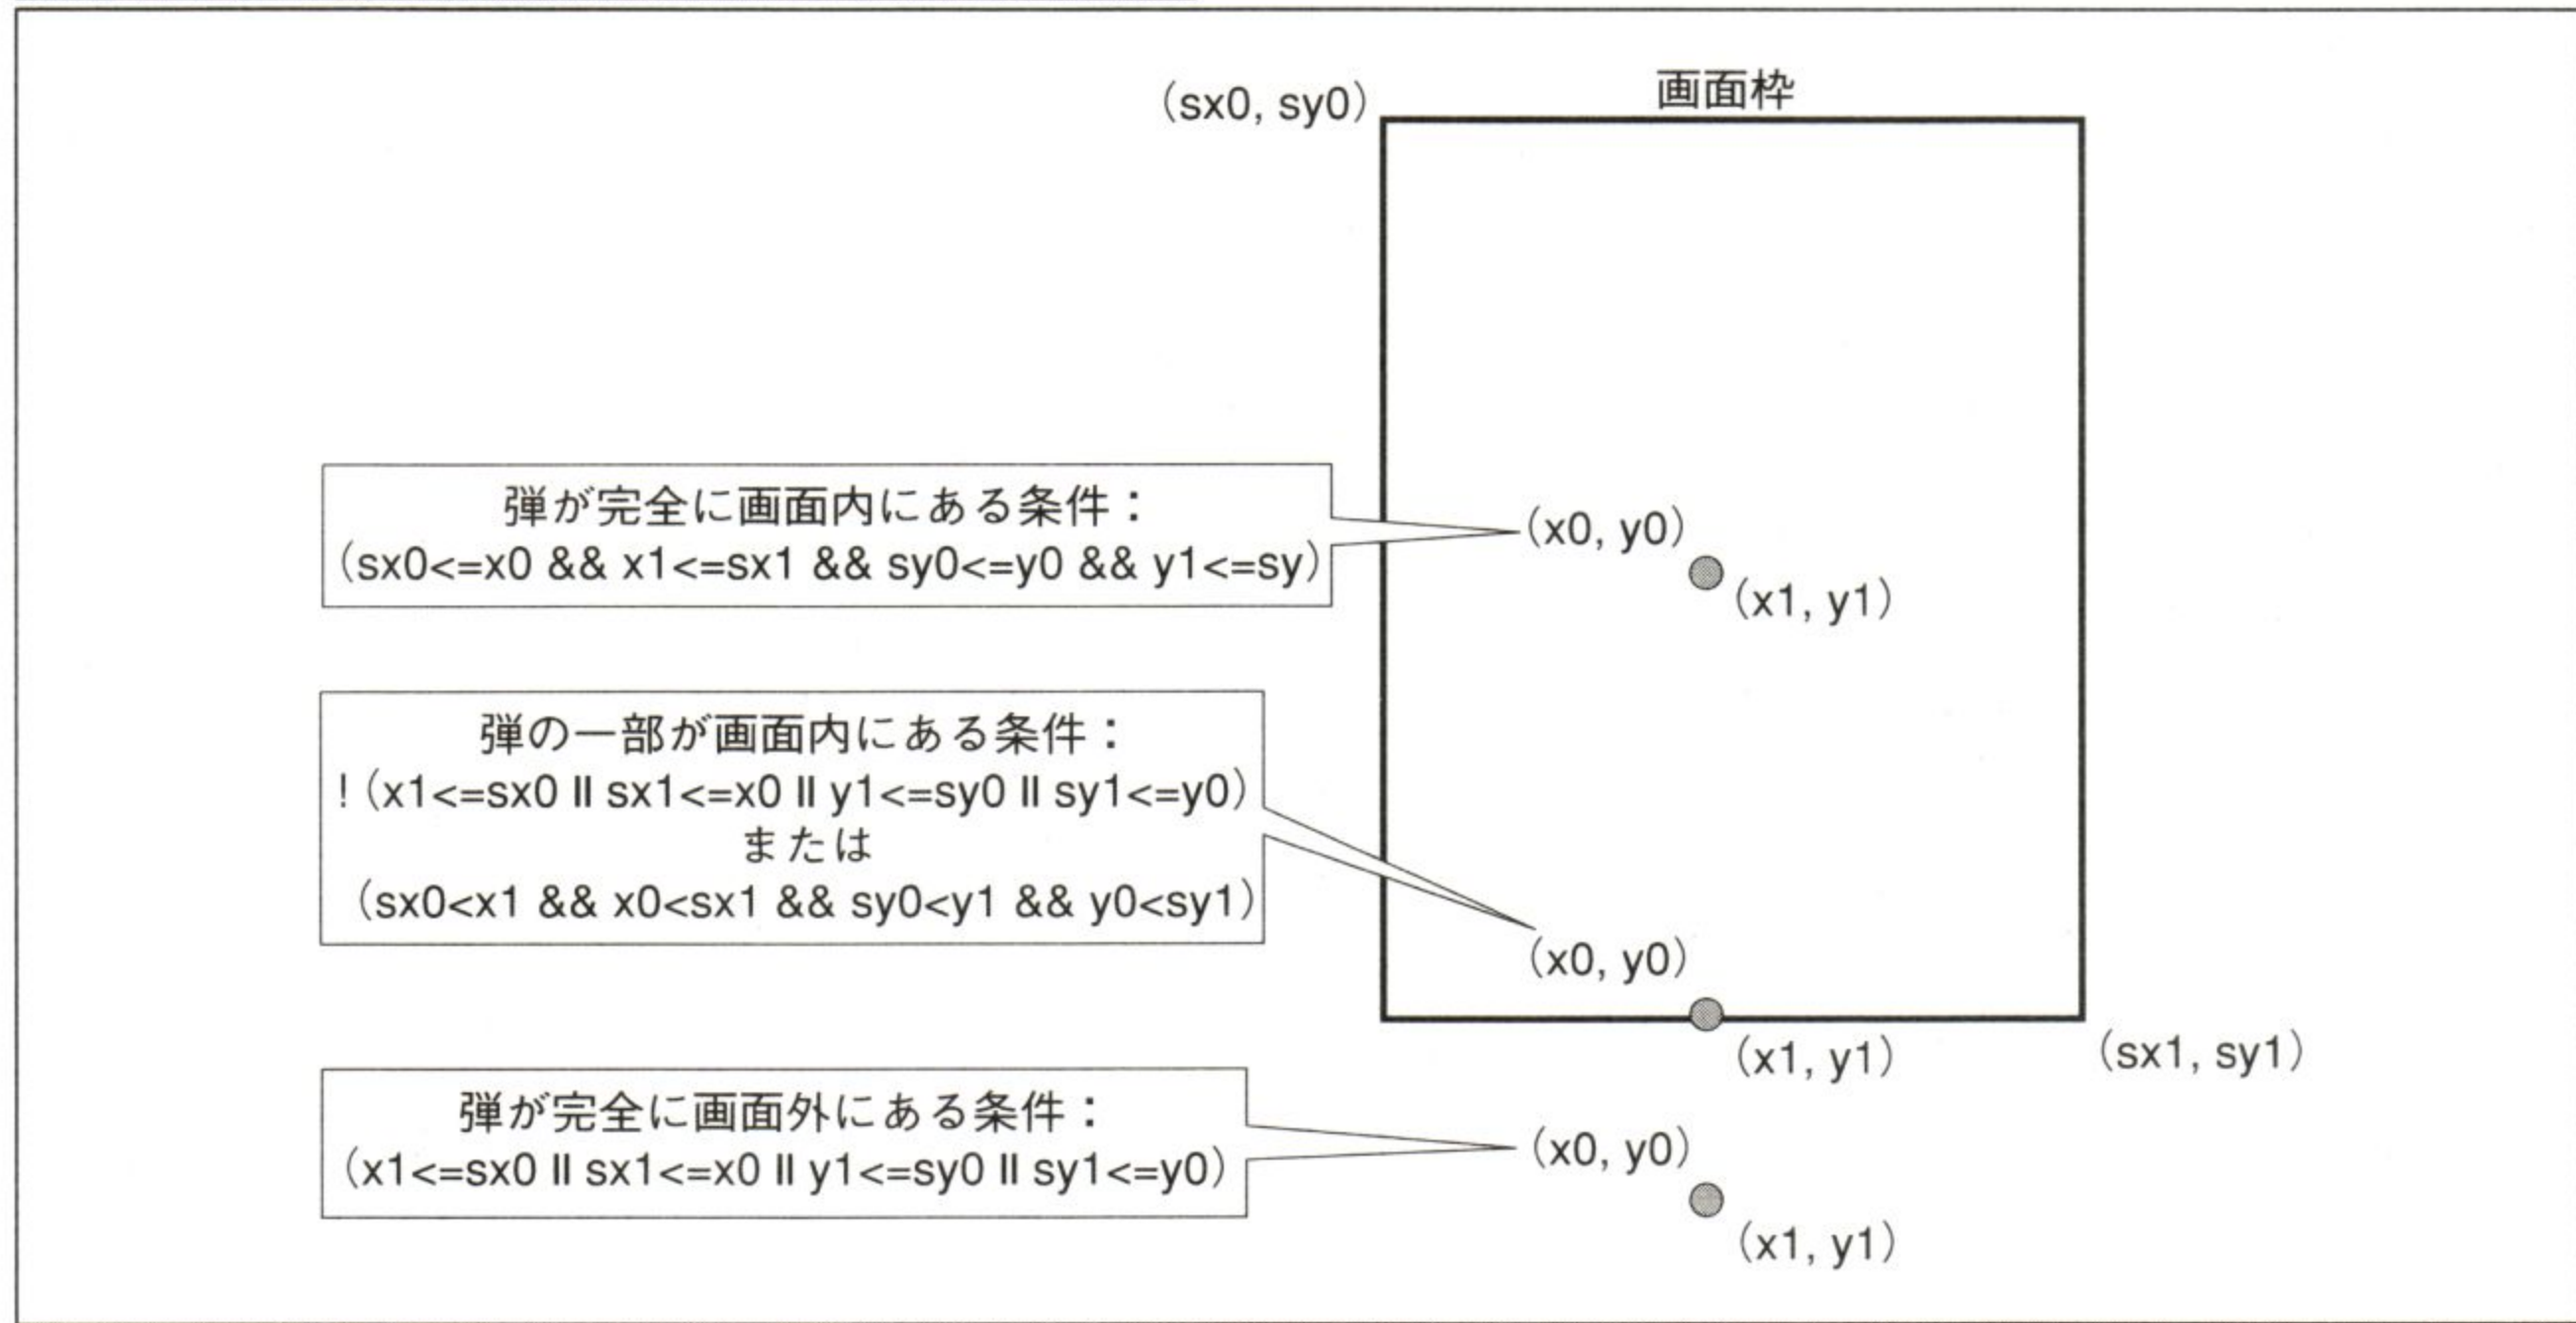 画面枠
(sx0, sy0)
弾が完全に画面内にある条件：
(sx0<=x0 && x1<=sx1 && sy0<=y0 && y1<=sy)
(x0, y0)
(x1, y1)
弾の一部が画面内にある条件：
! (x1<=sx0 || sx1<=x0 || y1<=sy0 || sy1<=y0)
または
(sx0<x1 && x0<sx1 && sy0<y1 && y0<sy1)
(x0, y0)
(x1, y1)
(sx1, sy1)
弾が完全に画面外にある条件：
(x1<=sx0 || sx1<=x0 || y1<=sy0 || sy1<=y0)
(x0, y0)
(x1, y1)